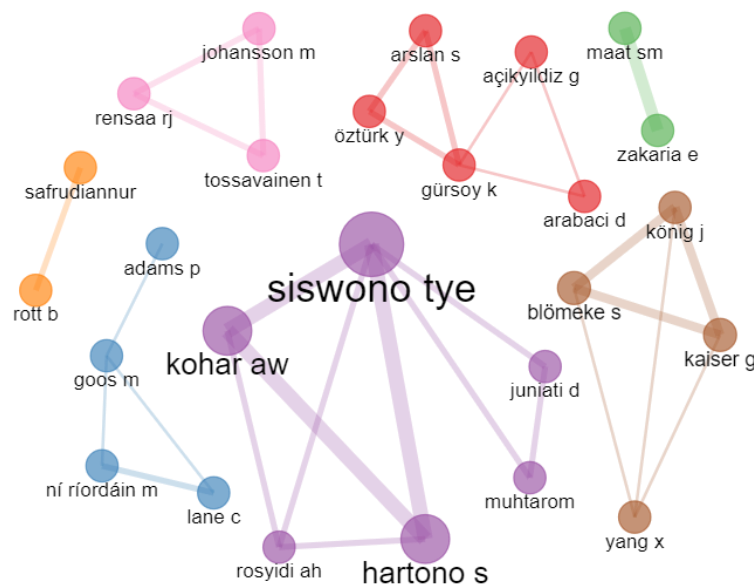 johansson m
arslan s
açikyildiz g
maat sm
rensaa rj
öztürk y
zakaria e
tossavainen t
gürsoy k
safrudiannur
arabaci d
könig j
adams p
siswono tye
rott b
blömeke s
kohar aw
kaiser g
goos m
juniati d
ní ríordáin m
muhtarom
lane c
yang x
rosyidi ah
hartono s